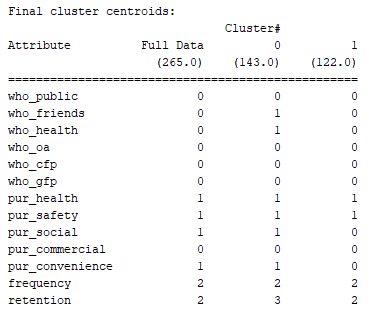 Final cluster centroids:
Cluster#
Attribute Full Data 0 1
(265.0) (143.0) (122.0)
==================================================
who_public 0 0 0
who_friends 0 1 0
who_health 0 1 0
who_oa 0 0 0
who_cfp 0 0 0
who_gfp 0 0 0
pur_health 1 1 1
pur_safety 1 1 1
pur_social 1 1 0
pur_commercial 0 0 0
pur_convenience 1 1 0
frequency 2 2 2
retention 2 3 2